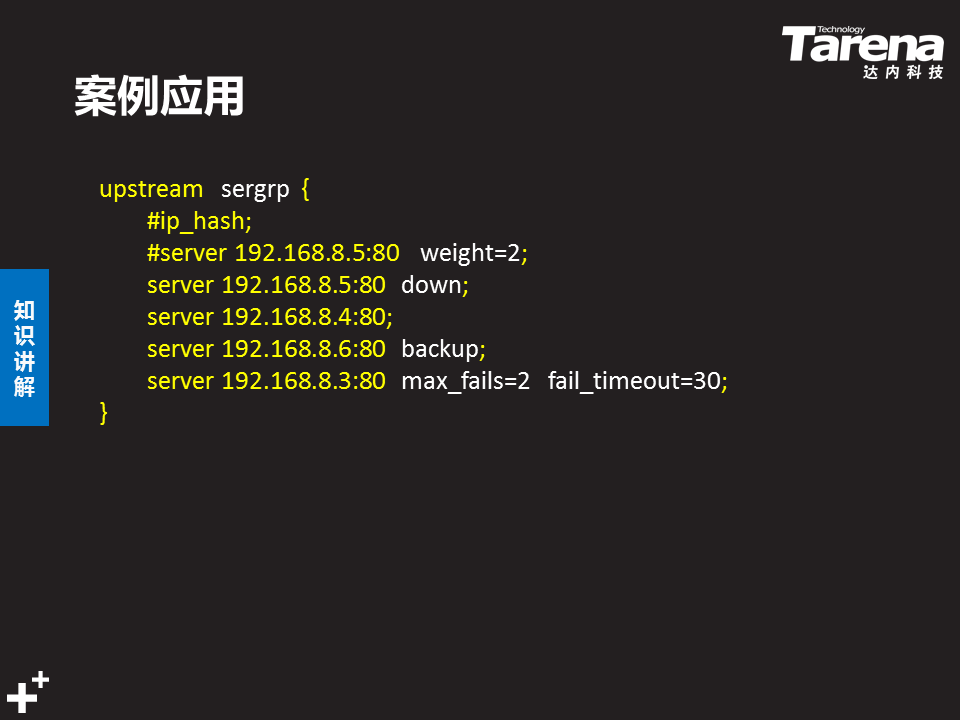 Technology
Tarena
达内科技
案例应用
upstream sergrp {
#ip_hash;
#server 192.168.8.5:80 weight=2;
server 192.168.8.5:80 down;
server 192.168.8.4:80;
server 192.168.8.6:80 backup;
server 192.168.8.3:80 max_fails=2 fail_timeout=30;
}
知识讲解